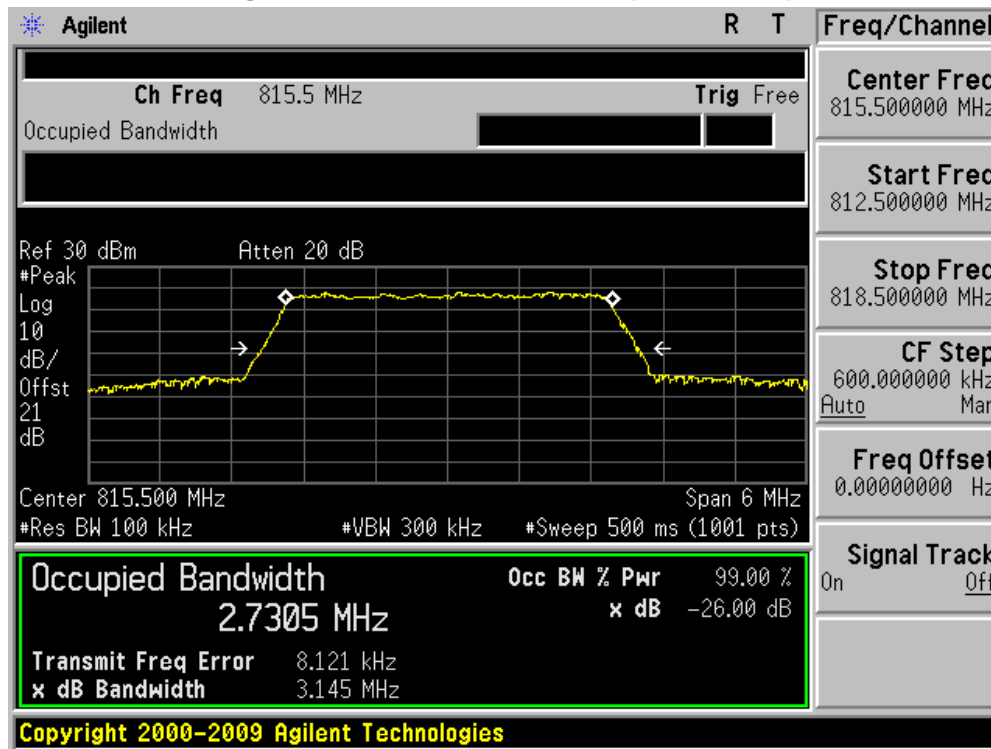 Agilent R T
Ch Freq 815.5 MHz Trig Free
Occupied Bandwidth
Ref 30 dBm Atten 20 dB
#Peak
Log
10
dB/
Offst
21
dB
Center 815.500 MHz Span 6 MHz
#Res BW 100 kHz #VBW 300 kHz #Sweep 500 ms (1001 pts)
Occupied Bandwidth Occ BW % Pwr 99.00 %
2.7305 MHz x dB -26.00 dB
Transmit Freq Error 8.121 kHz
x dB Bandwidth 3.145 MHz
Copyright 2000-2009 Agilent Technologies
Freq/Channel
Center Freq
815.500000 MHz
Start Freq
812.500000 MHz
Stop Freq
818.500000 MHz
CF Step
600.000000 kHz
Auto Man
Freq Offset
0.00000000 Hz
Signal Track
On Off